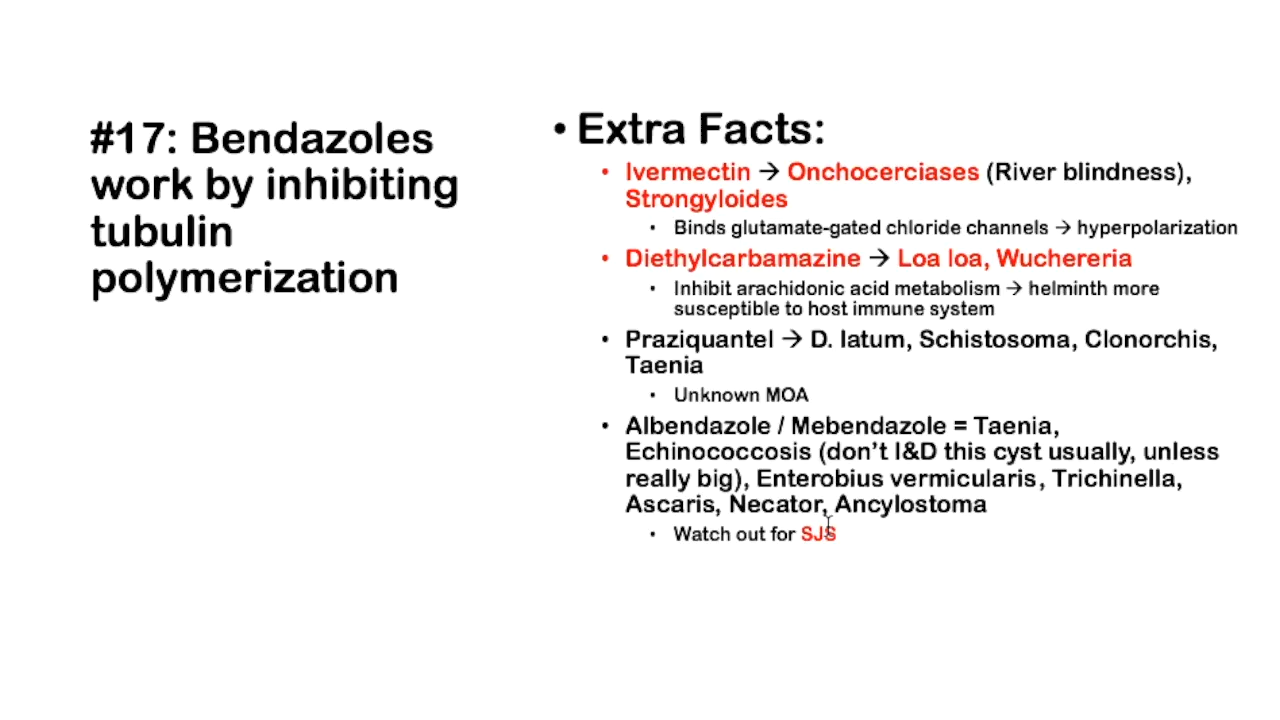 #17: Bendazoles
work by inhibiting
tubulin
polymerization
• Extra Facts:
• Ivermectin → Onchocerciases (River blindness),
Strongyloides
• Binds glutamate-gated chloride channels → hyperpolarization
• Diethylcarbamazine → Loa loa, Wuchereria
• Inhibit arachidonic acid metabolism → helminth more
susceptible to host immune system
• Praziquantel → D. latum, Schistosoma, Clonorchis,
Taenia
• Unknown MOA
• Albendazole / Mebendazole = Taenia,
Echinococcosis (don’t I&D this cyst usually, unless
really big), Enterobius vermicularis, Trichinella,
Ascaris, Necator, Ancylostoma
• Watch out for SJS